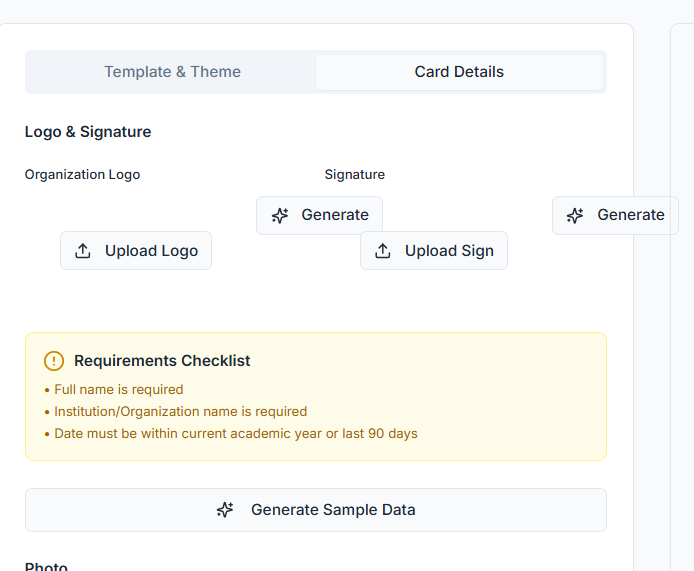 Template & Theme
Card Details
Logo & Signature
Organization Logo
Signature
Generate
Generate
Upload Logo
Upload Sign
Requirements Checklist
• Full name is required
• Institution/Organization name is required
• Date must be within current academic year or last 90 days
Generate Sample Data
Photo